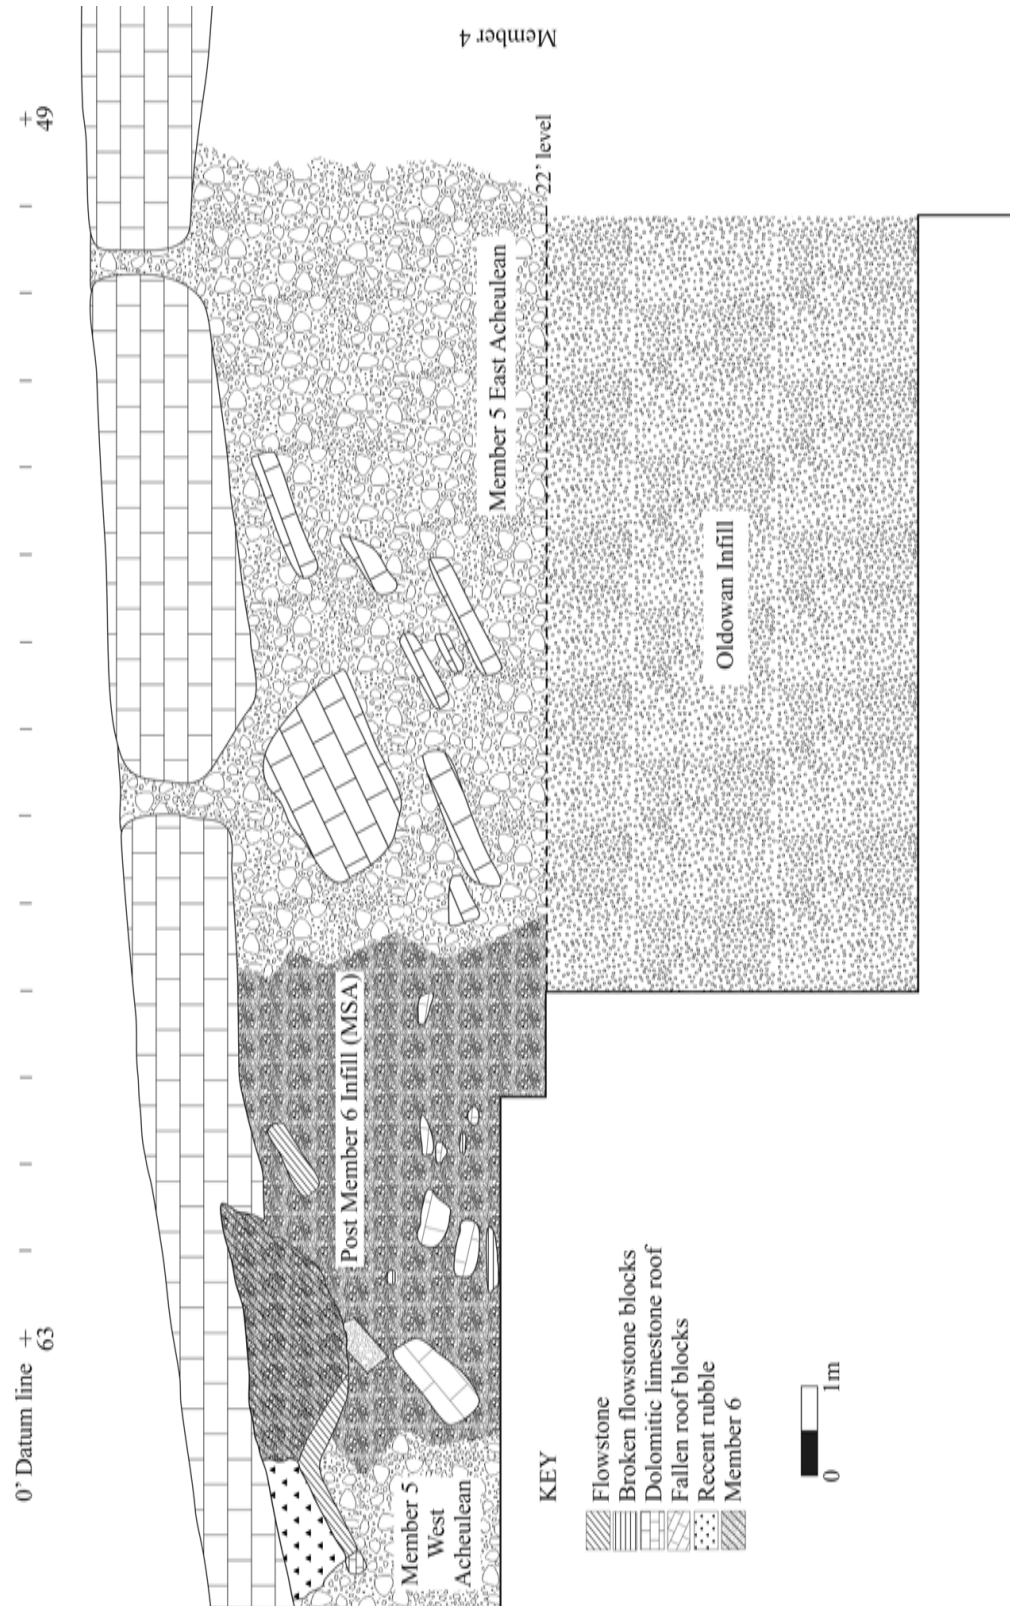 0' Datum line
63
49
Member 4
22' level
Member 5 East Acheulean
Post Member 6 Infill (MSA)
Oldowan Infill
Member 5
West
Acheulean
KEY
Flowstone
Broken flowstone blocks
Dolomitic limestone roof
Fallen roof blocks
Recent rubble
Member 6
0
1m